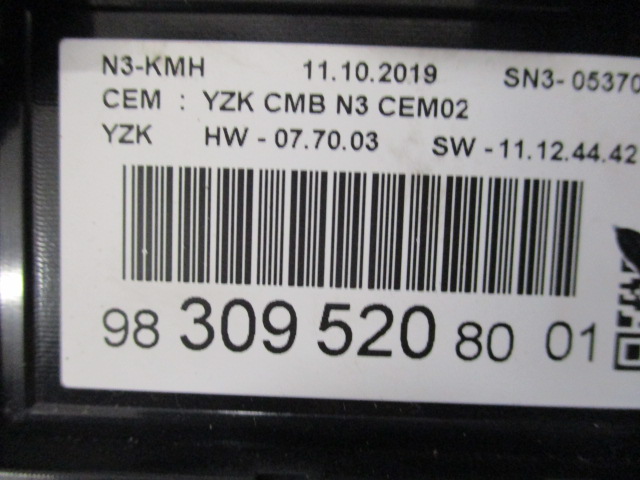 N3-KMH 11.10.2019 SN3- 05370
CEM : YZK CMB N3 CEM02
YZK HW - 07.70.03 SW - 11.12.44.42
98 309 520 80 01